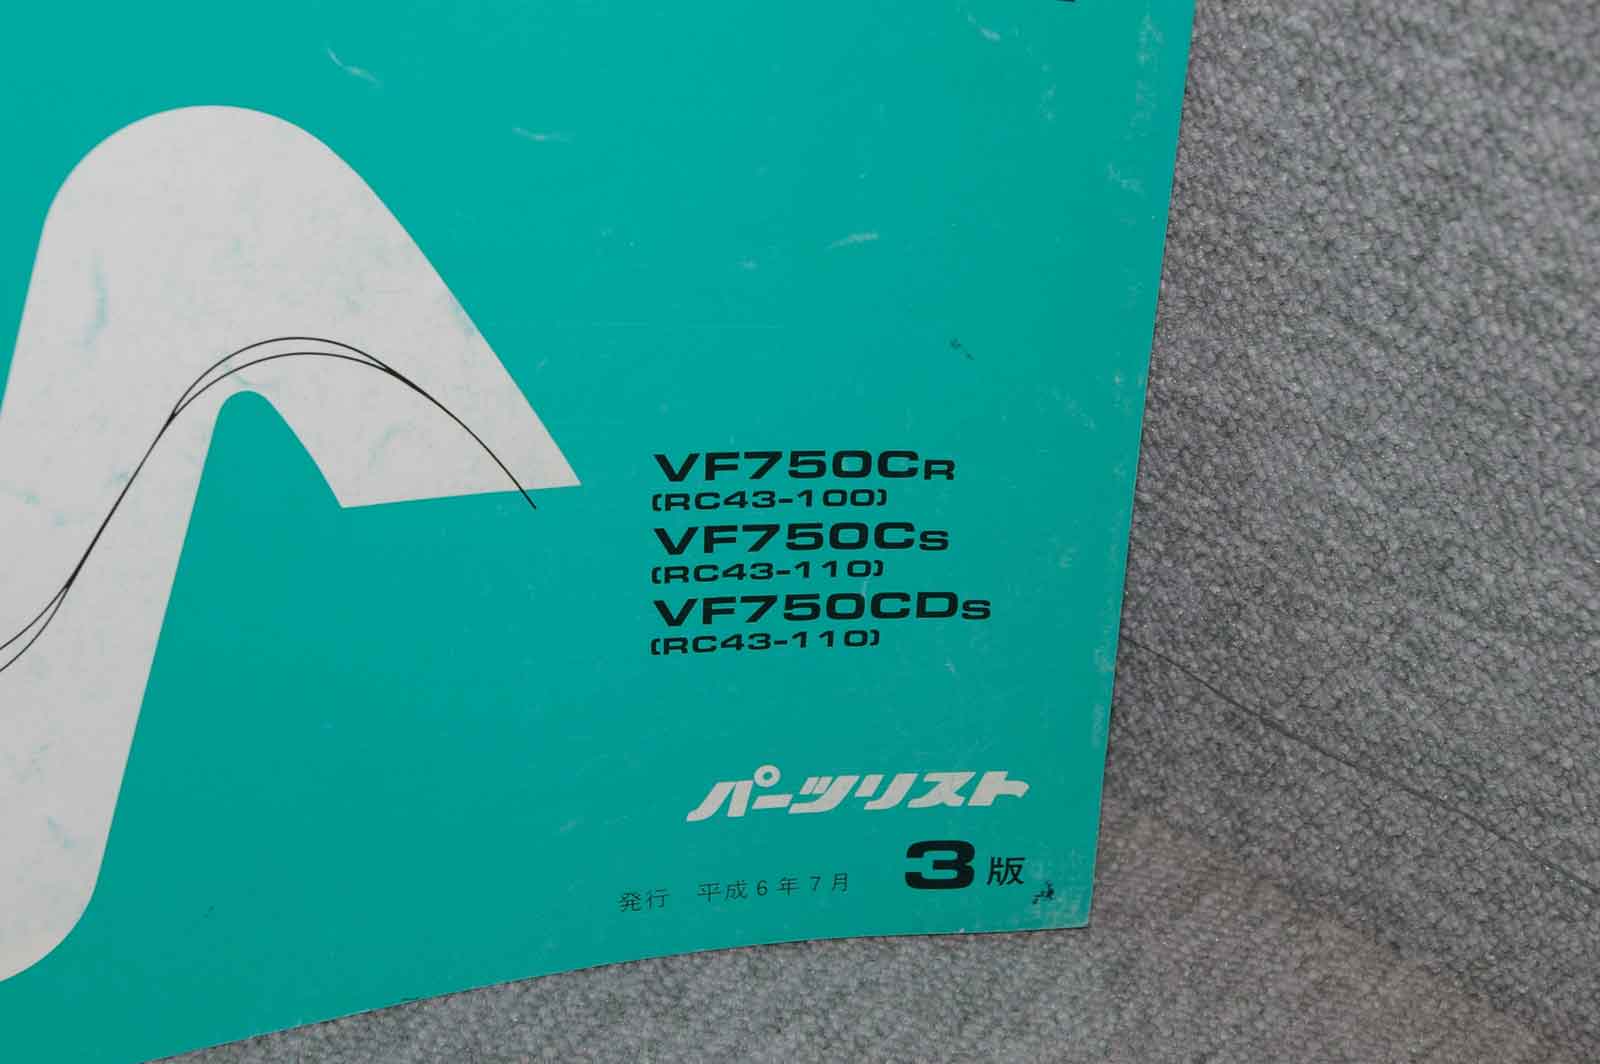 VF750CR
(RC43-100)
VF750CS
(RC43-110)
VF750CDS
(RC43-110)
パーツリスト
3版
発行 平成6年7月